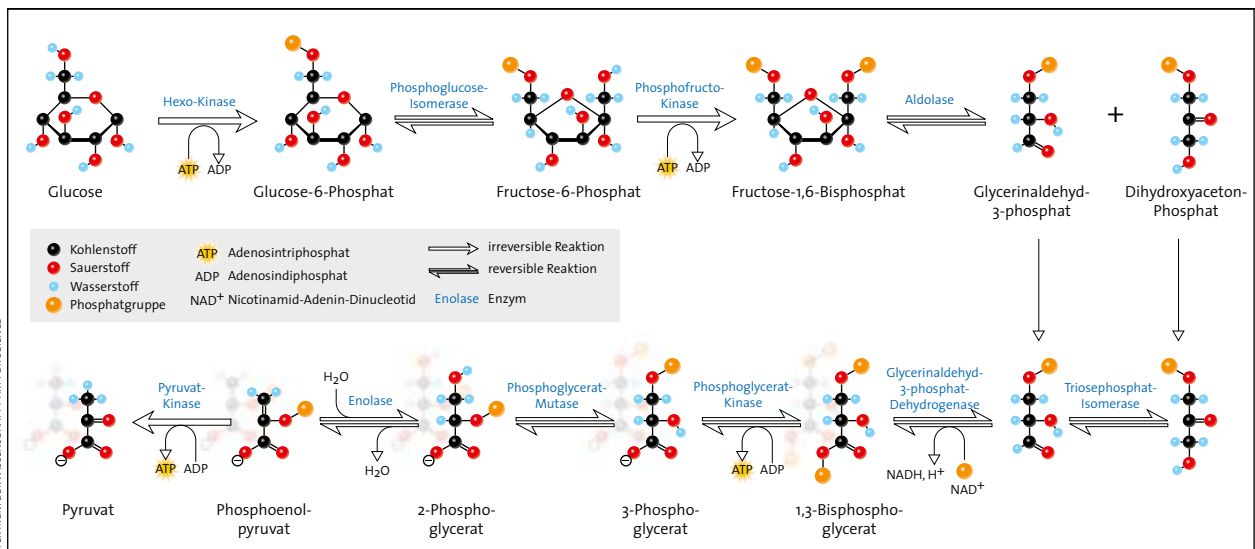 Hexo-Kinase
ATP
ADP
Phosphoglucose-
Isomerase
Phosphofructo-
Kinase
ATP
ADP
Aldolase
+
Glucose
Glucose-6-Phosphat
Fructose-6-Phosphat
Fructose-1,6-Bisphosphat
Glycerinaldehyd-
3-phosphat
Dihydroxyaceton-
Phosphat
Kohlenstoff
Sauerstoff
Wasserstoff
Phosphatgruppe
ATP Adenosintriphosphat
ADP Adenosindiphosphat
NAD+ Nicotinamid-Adenin-Dinucleotid
irreversible Reaktion
reversible Reaktion
Enolase Enzym
Pyruvat-
Kinase
ATP
ADP
H2O
Enolase
H2O
Phosphoglycerat-
Mutase
Phosphoglycerat-
Kinase
ATP
ADP
Glycerinaldehyd-
3-phosphat-
Dehydrogenase
NADH, H+
NAD+
Triosephosphat-
Isomerase
Pyruvat
Phosphoenol-
pyruvat
2-Phospho-
glycerat
3-Phospho-
glycerat
1,3-Bisphospho-
glycerat